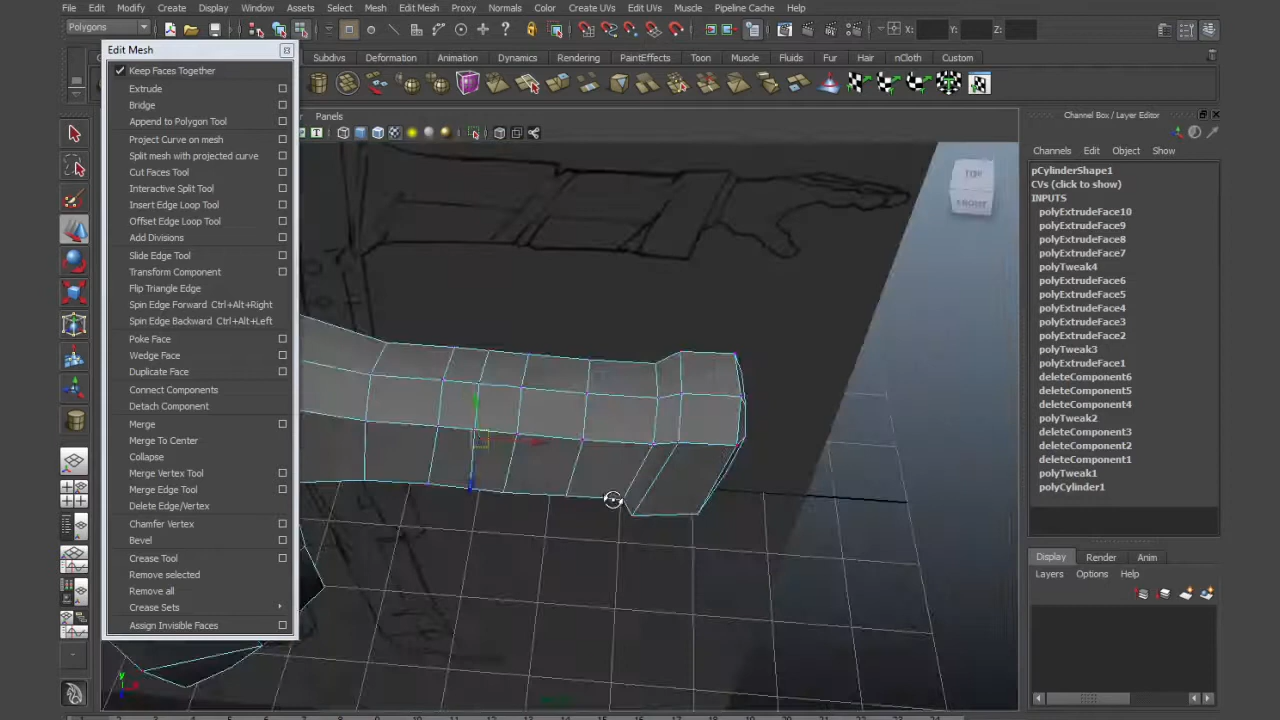 File Edit Modify Create Display Window Assets Select Mesh Edit Mesh Proxy Normals Color Create UVs Edit UVs Muscle Pipeline Cache Help
Polygons
X: Y: Z:
Edit Mesh
Subdivs Deformation Animation Dynamics Rendering PaintEffects Toon Muscle Fluids Fur Hair nCloth Custom
Panels
Keep Faces Together
Extrude
Bridge
Append to Polygon Tool
Project Curve on mesh
Split mesh with projected curve
Cut Faces Tool
Interactive Split Tool
Insert Edge Loop Tool
Offset Edge Loop Tool
Add Divisions
Slide Edge Tool
Transform Component
Flip Triangle Edge
Spin Edge Forward Ctrl+Alt+Right
Spin Edge Backward Ctrl+Alt+Left
Poke Face
Wedge Face
Duplicate Face
Connect Components
Detach Component
Merge
Merge To Center
Collapse
Merge Vertex Tool
Merge Edge Tool
Delete Edge/Vertex
Chamfer Vertex
Bevel
Crease Tool
Remove selected
Remove all
Crease Sets
Assign Invisible Faces
TOP
FRONT
Channel Box / Layer Editor
Channels Edit Object Show
pCylinderShape1
CVs (click to show)
INPUTS
polyExtrudeFace10
polyExtrudeFace9
polyExtrudeFace8
polyExtrudeFace7
polyTweak4
polyExtrudeFace6
polyExtrudeFace5
polyExtrudeFace4
polyExtrudeFace3
polyExtrudeFace2
polyTweak3
polyExtrudeFace1
deleteComponent6
deleteComponent5
deleteComponent4
polyTweak2
deleteComponent3
deleteComponent2
deleteComponent1
polyTweak1
polyCylinder1
Display Render Anim
Layers Options Help